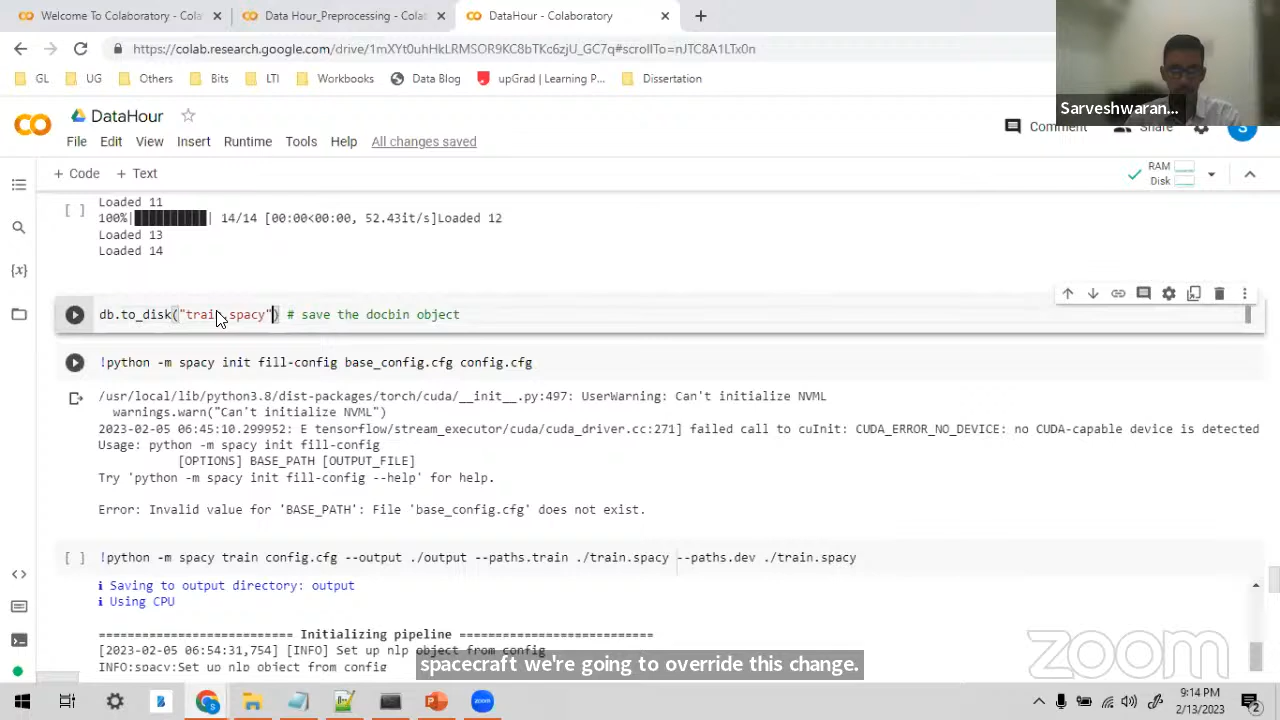 Welcome To Colaboratory - Colab
Data Hour_Preprocessing - Colab
DataHour - Colaboratory
https://colab.research.google.com/drive/1mXYt0uhHkLRMSOR9KC8bTKc6zjU_GC7q#scrollTo=nJTC8A1LTx0n
GL
UG
Others
Bits
LTI
Workbooks
Data Blog
upGrad | Learning P...
Dissertation
Sarveshwaran...
DataHour
Comment
Share
S
File
Edit
View
Insert
Runtime
Tools
Help
All changes saved
+ Code
+ Text
RAM
Disk
Loaded 11
[ ]
100%| 14/14 [00:00<00:00, 52.43it/s]Loaded 12
Loaded 13
Loaded 14
db.to_disk("train.spacy") # save the docbin object
!python -m spacy init fill-config base_config.cfg config.cfg
/usr/local/lib/python3.8/dist-packages/torch/cuda/__init__.py:497: UserWarning: Can't initialize NVML
warnings.warn("Can't initialize NVML")
2023-02-05 06:45:10.299952: E tensorflow/stream_executor/cuda/cuda_driver.cc:271] failed call to cuInit: CUDA_ERROR_NO_DEVICE: no CUDA-capable device is detected
Usage: python -m spacy init fill-config
[OPTIONS] BASE_PATH [OUTPUT_FILE]
Try 'python -m spacy init fill-config --help' for help.
Error: Invalid value for 'BASE_PATH': File 'base_config.cfg' does not exist.
[ ] !python -m spacy train config.cfg --output ./output --paths.train ./train.spacy --paths.dev ./train.spacy
i Saving to output directory: output
i Using CPU
=========================== Initializing pipeline ===========================
[2023-02-05 06:54:31,754] [INFO] Set up nlp object from config
INFO:spacy:Set up nlp object from config
spacecraft we're going to override this change.
zoom
9:14 PM
2/13/2023
2